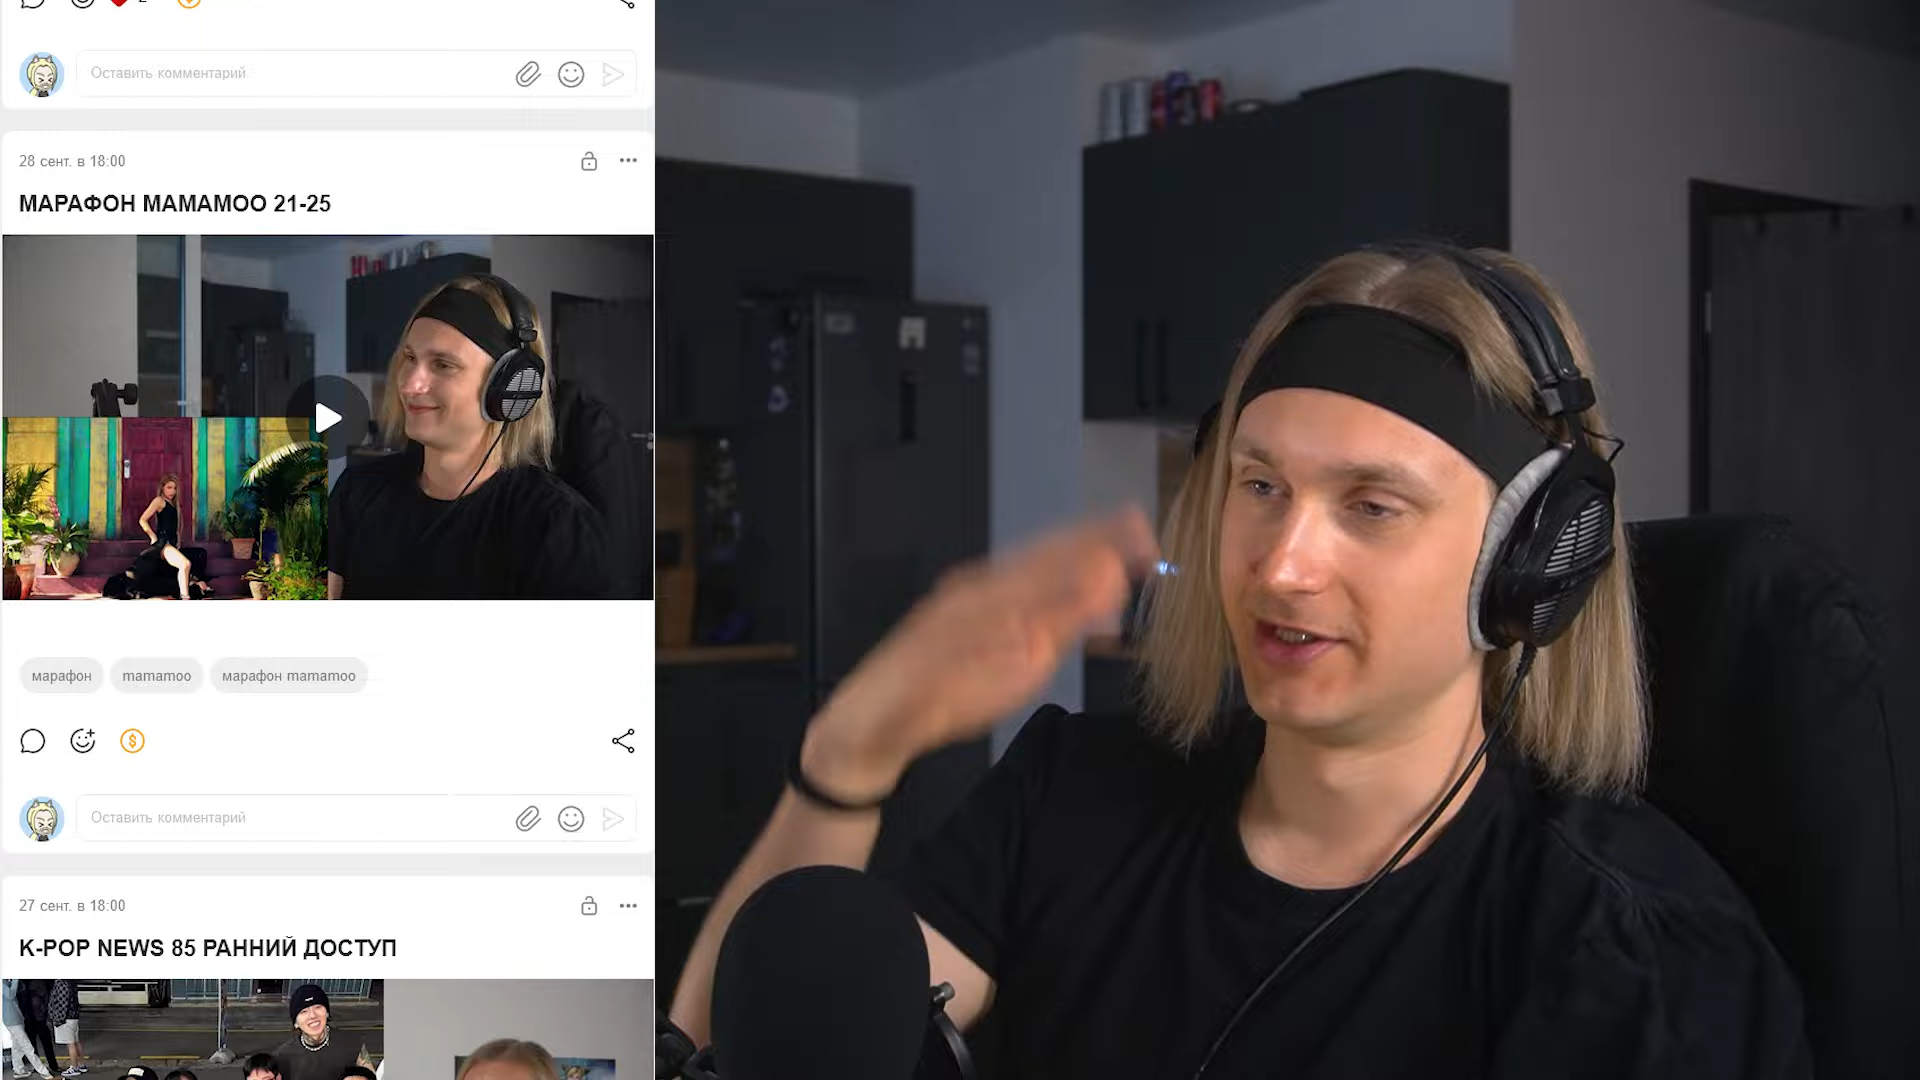 2
Оставить комментарий
28 сент. в 18:00
МАРАФОН MAMAMOO 21-25
марафон
mamamoo
марафон mamamoo
Оставить комментарий
27 сент. в 18:00
K-POP NEWS 85 РАННИЙ ДОСТУП